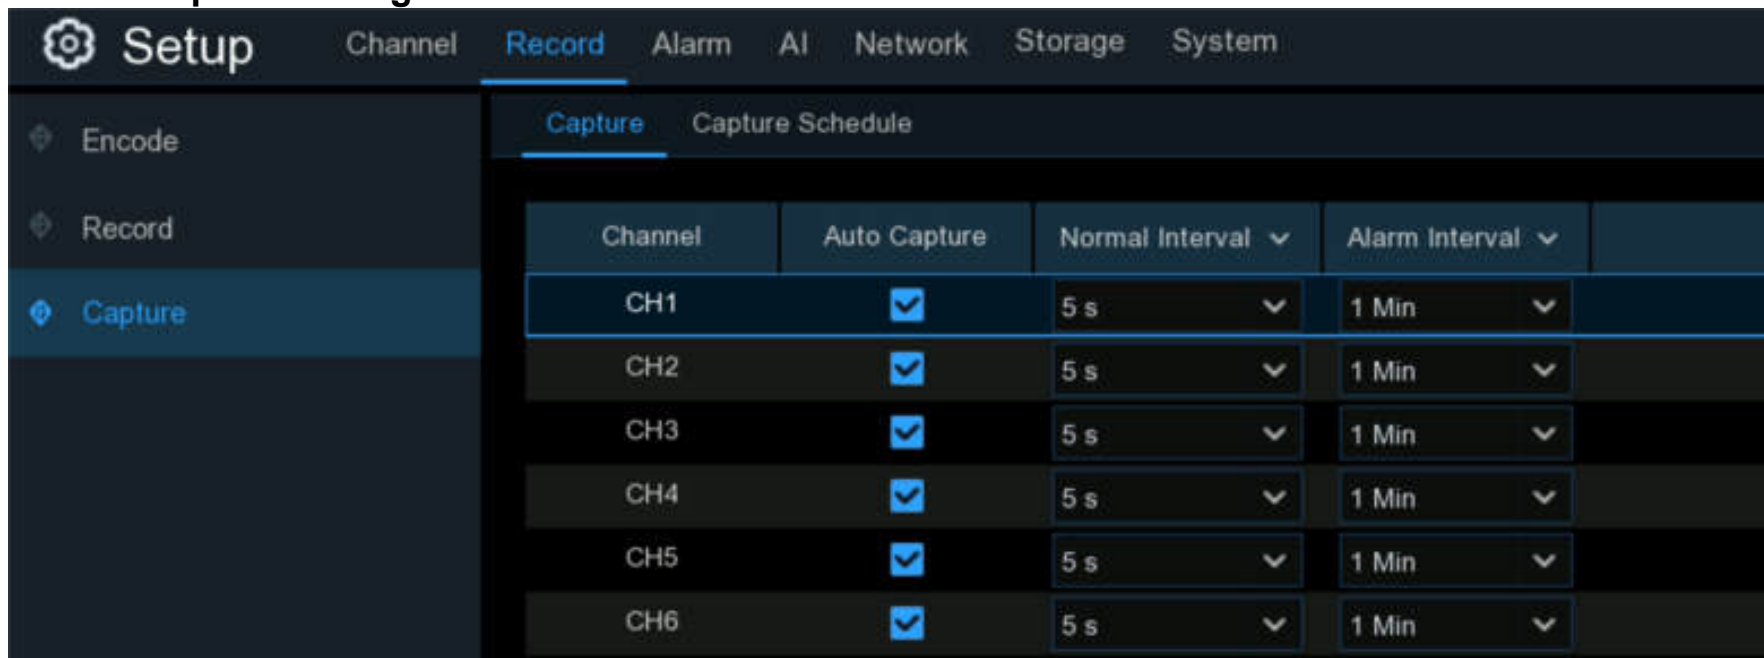 Setup Channel Record Alarm AI Network Storage System
Encode
Record
Capture
Capture Capture Schedule
Channel Auto Capture Normal Interval Alarm Interval
CH1 5 s 1 Min
CH2 5 s 1 Min
CH3 5 s 1 Min
CH4 5 s 1 Min
CH5 5 s 1 Min
CH6 5 s 1 Min